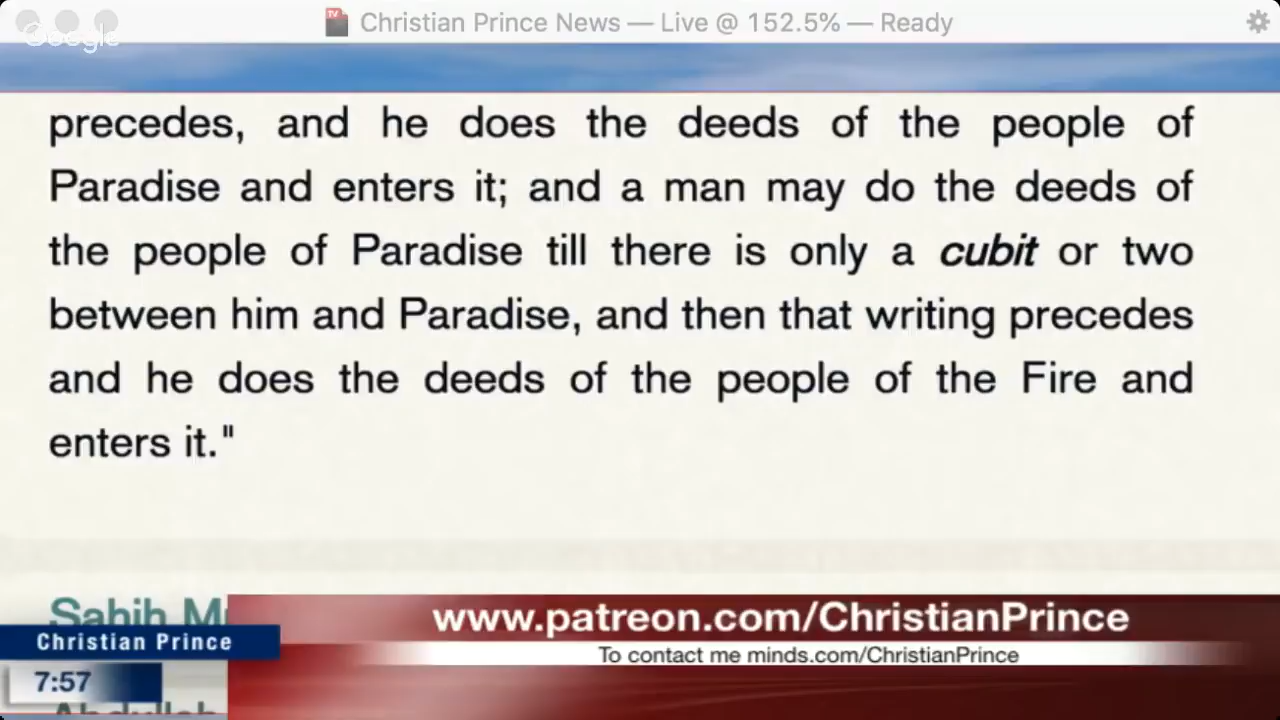 Christian Prince News — Live @ 152.5% — Ready
Google
precedes, and he does the deeds of the people of
Paradise and enters it; and a man may do the deeds of
the people of Paradise till there is only a cubit or two
between him and Paradise, and then that writing precedes
and he does the deeds of the people of the Fire and
enters it."
Sahih
www.patreon.com/ChristianPrince
Christian Prince
To contact me minds.com/ChristianPrince
7:57
Abdullah